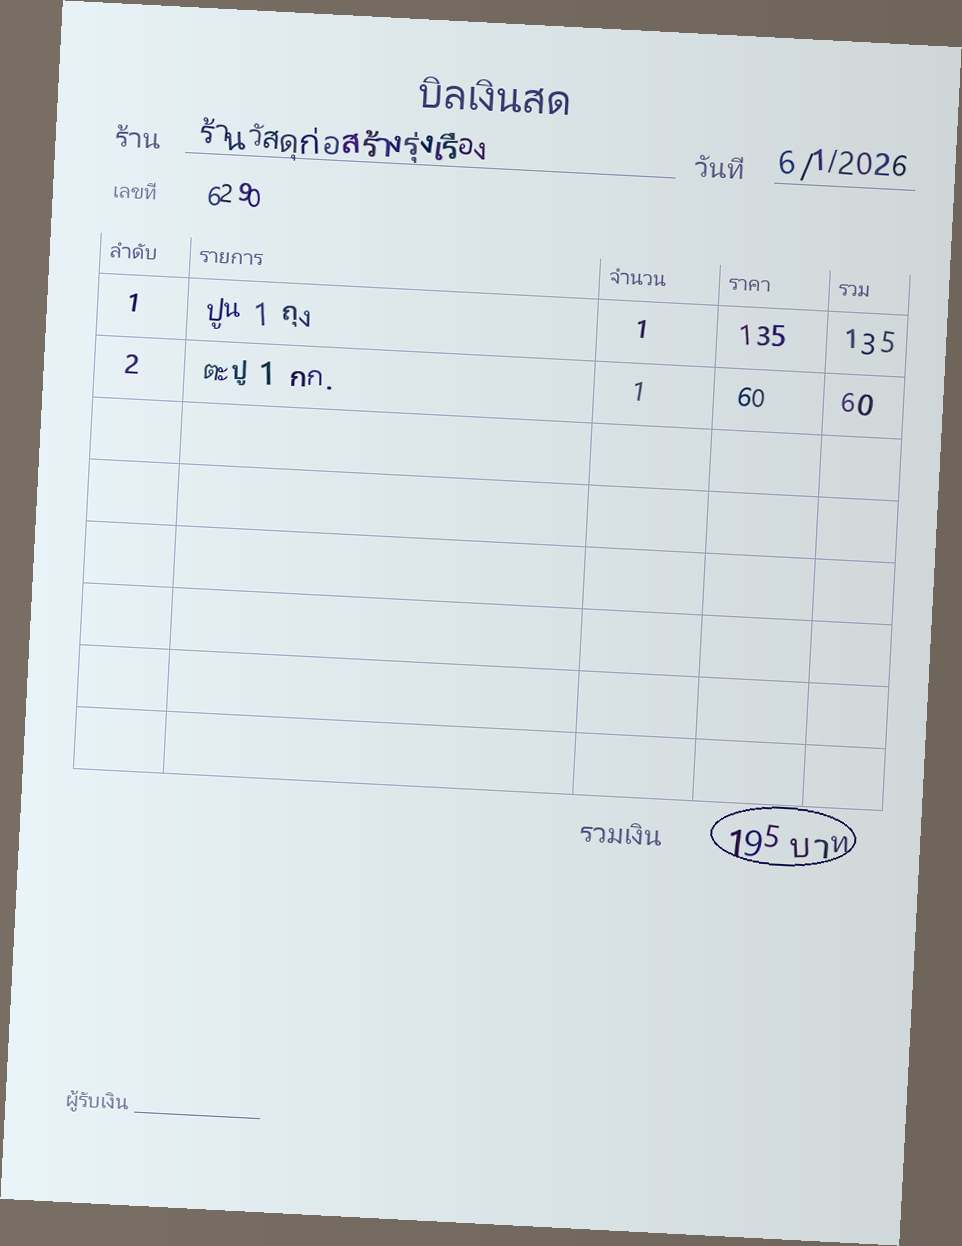 บิลเงินสด
ร้าน ร้านวัสดุก่อสร้างรุ่งเรือง วันที่ 6/1/2026
เลขที่ 6290
ลำดับ รายการ จำนวน ราคา รวม
1 ปูน 1 ถุง 1 135 135
2 ตะปู 1 กก. 1 60 60
รวมเงิน 195 บาท
ผู้รับเงิน